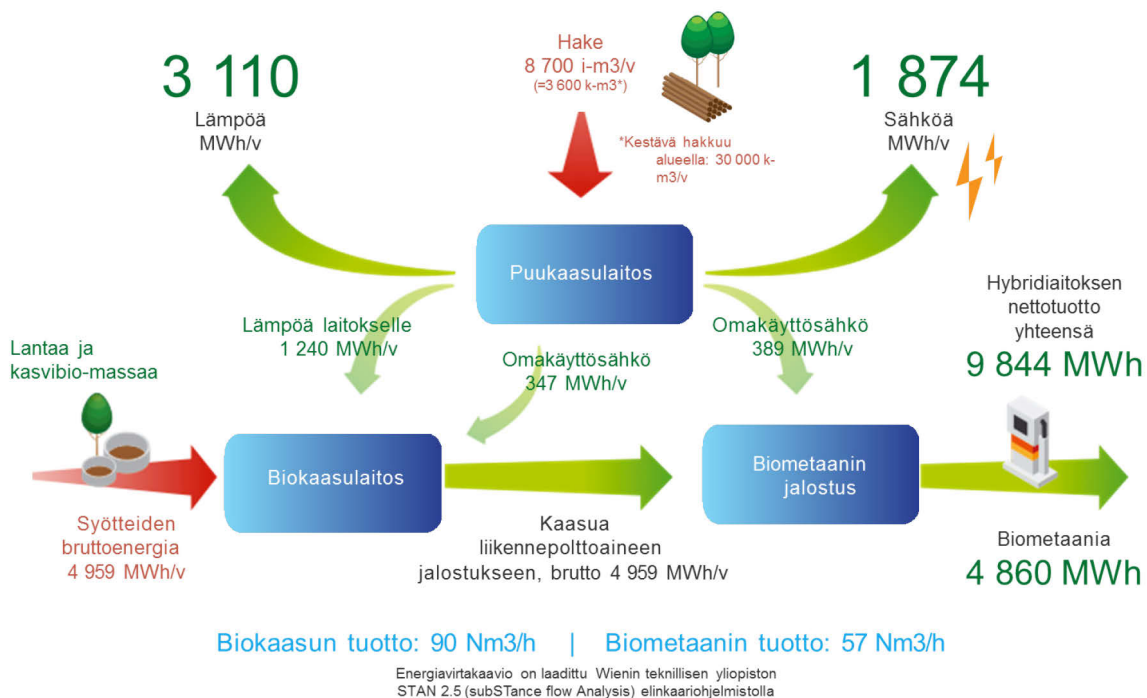 3 110
Lämpöä
MWh/v
Hake
8 700 i-m3/v
(=3 600 k-m3*)
*Kestävä hakkuu
alueella: 30 000 k-
m3/v
1 874
Sähköä
MWh/v
Puukaasulaitos
Lämpöä laitokselle
1 240 MWh/v
Omakäyttösähkö
347 MWh/v
Omakäyttösähkö
389 MWh/v
Hybridiaitoksen
nettotuotto
yhteensä
9 844 MWh
Lantaa ja
kasvibio-massaa
Biokaasulaitos
Biometaanin
jalostus
Syötteiden
bruttoenergia
4 959 MWh/v
Kaasua
liikennepolttoaineen
jalostukseen, brutto 4 959 MWh/v
Biometaania
4 860 MWh
Biokaasun tuotto: 90 Nm3/h | Biometaanin tuotto: 57 Nm3/h
Energiavirtakaavio on laadittu Wienin teknillisen yliopiston
STAN 2.5 (subSTance flow Analysis) elinkaariohjelmistolla